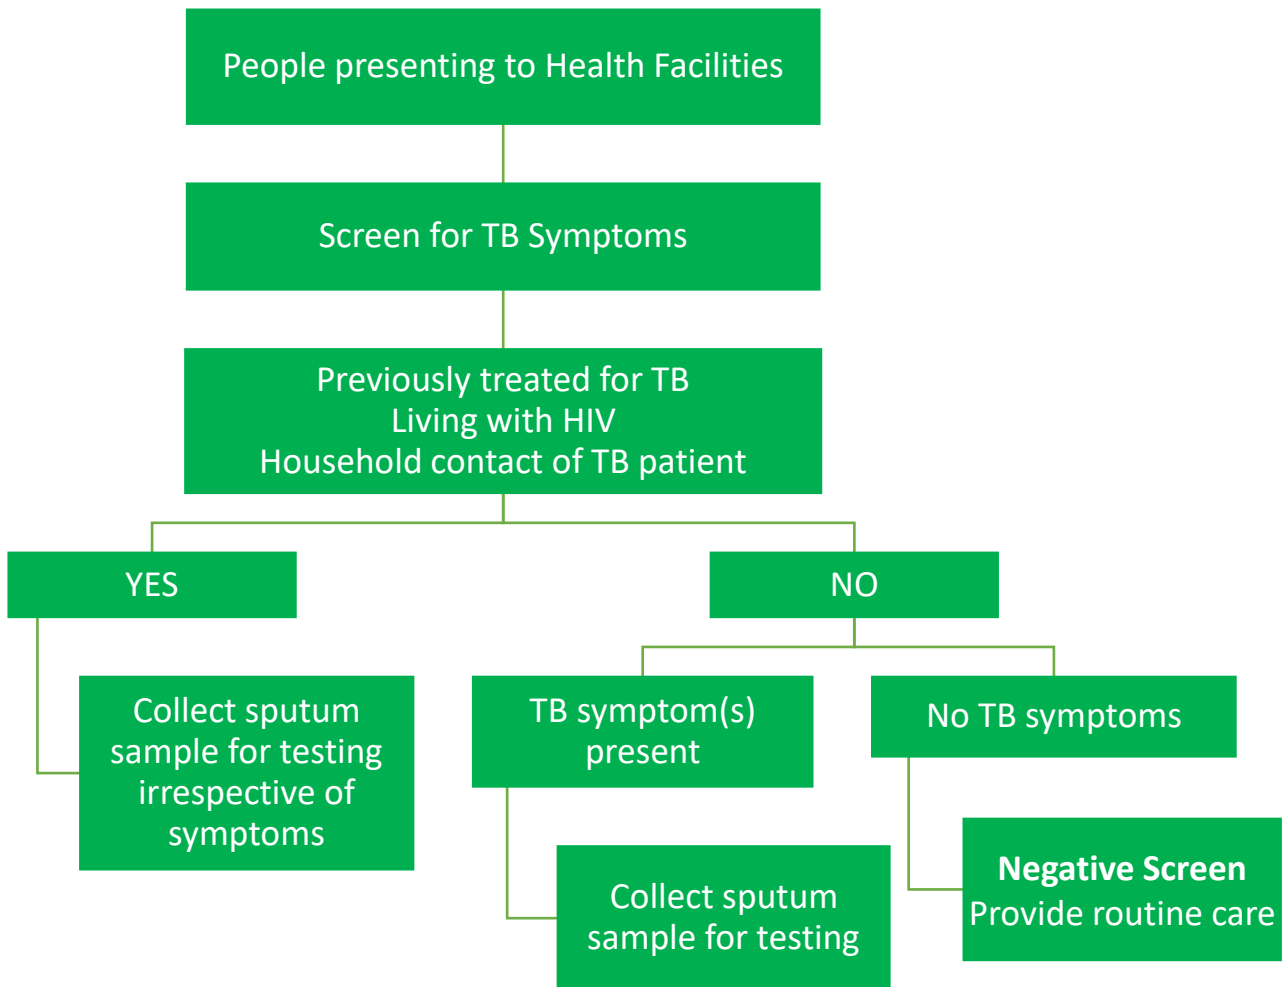 People presenting to Health Facilities
Screen for TB Symptoms
Previously treated for TB
Living with HIV
Household contact of TB patient
YES
NO
Collect sputum
sample for testing
irrespective of
symptoms
TB symptom(s)
present
No TB symptoms
Collect sputum
sample for testing
Negative Screen
Provide routine care